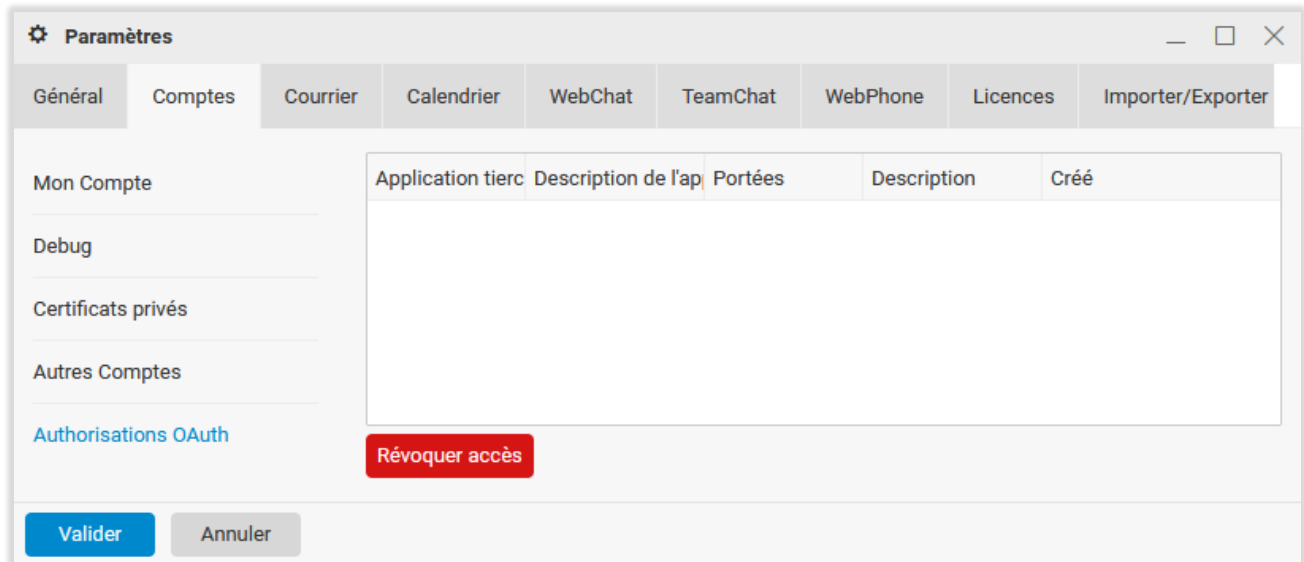 Paramètres
Général Comptes Courrier Calendrier WebChat TeamChat WebPhone Licences Importer/Exporter
Mon Compte
Debug
Certificats privés
Autres Comptes
Authorisations OAuth
Application tierc Description de l'ap Portées Description Créé
Révoquer accès
Valider Annuler